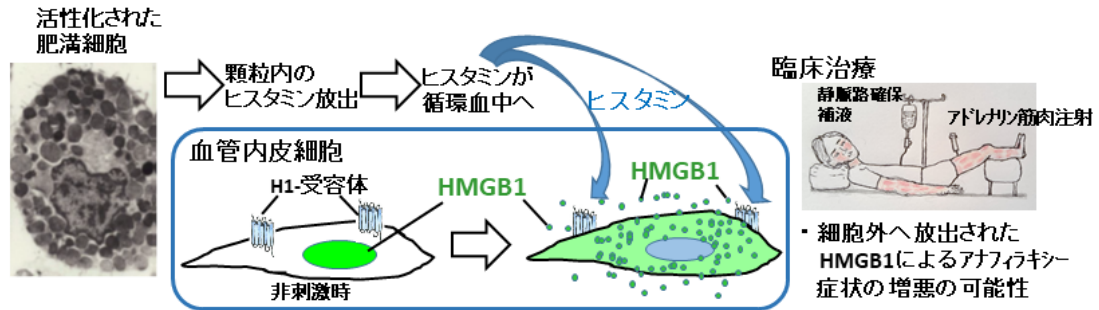 活性化された
肥満細胞
顆粒内の
ヒスタミン放出
ヒスタミンが
循環血中へ
ヒスタミン
臨床治療
静脈路確保
補液
アドレナリン筋肉注射
血管内皮細胞
H1-受容体
HMGB1
HMGB1
非刺激時
・細胞外へ放出された
HMGB1によるアナフィラキシー
症状の増悪の可能性